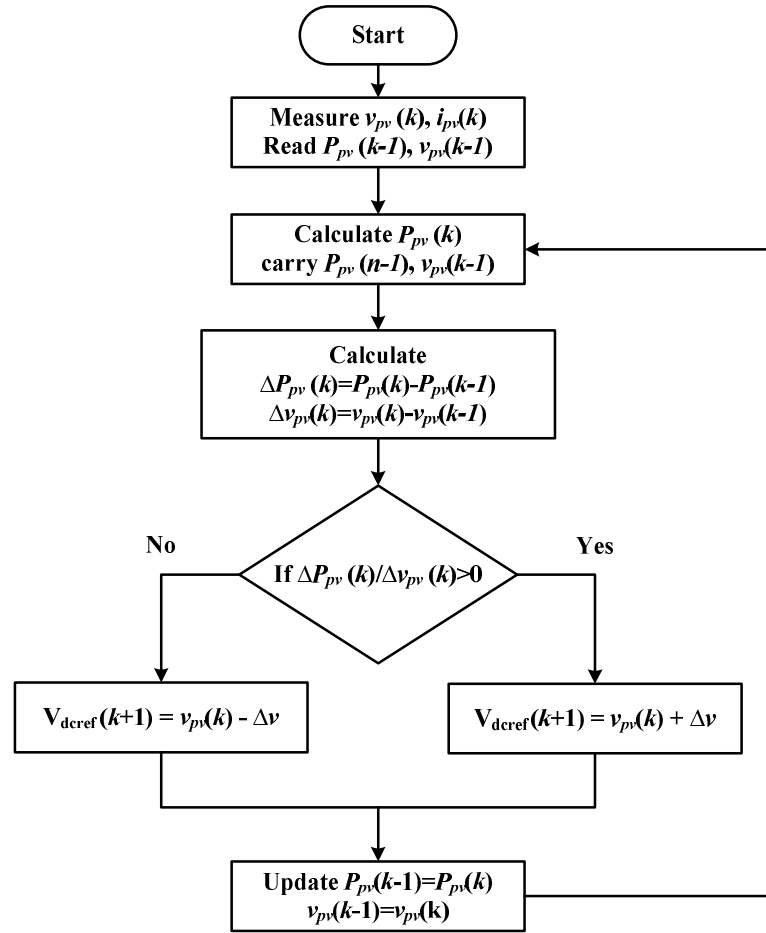 Start
Measure vpv (k), ipv(k)
Read Ppv (k-1), vpv(k-1)
Calculate Ppv (k)
carry Ppv (n-1), vpv(k-1)
Calculate
ΔPpv (k)=Ppv(k)-Ppv(k-1)
Δvpv(k)=vpv(k)-vpv(k-1)
No
Yes
If ΔPpv (k)/Δvpv (k)>0
Vdcref (k+1) = vpv(k) - Δv
Vdcref (k+1) = vpv(k) + Δv
Update Ppv(k-1)=Ppv(k)
vpv(k-1)=vpv(k)